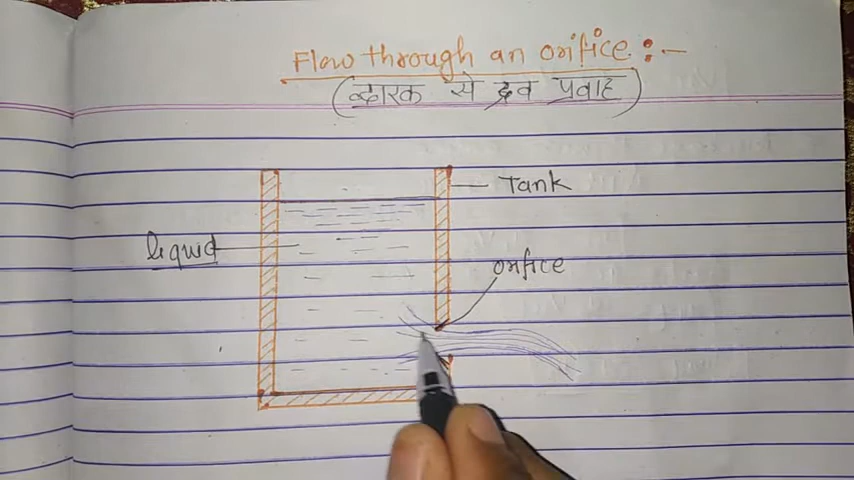 Flow through an orifice :-
(द्वारक से द्रव प्रवाह)
Tank
liquid
orifice